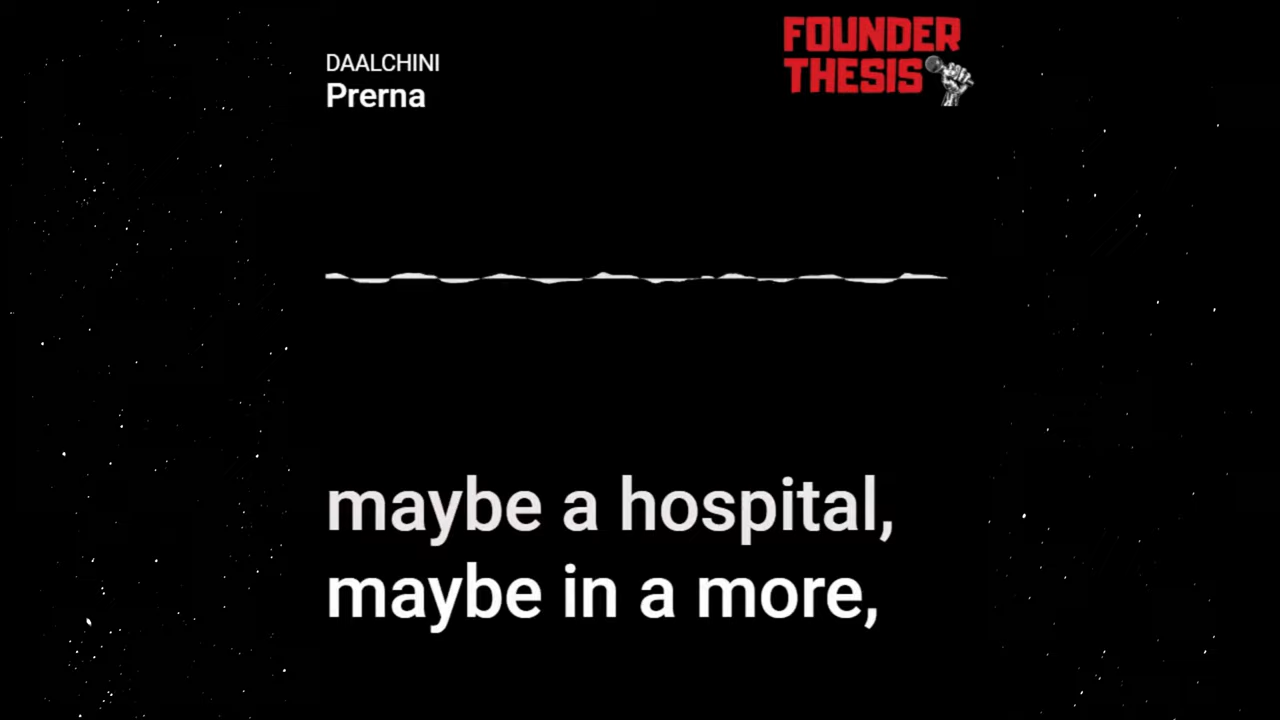 DAALCHINI
Prerna
FOUNDER
THESIS
maybe a hospital,
maybe in a more,